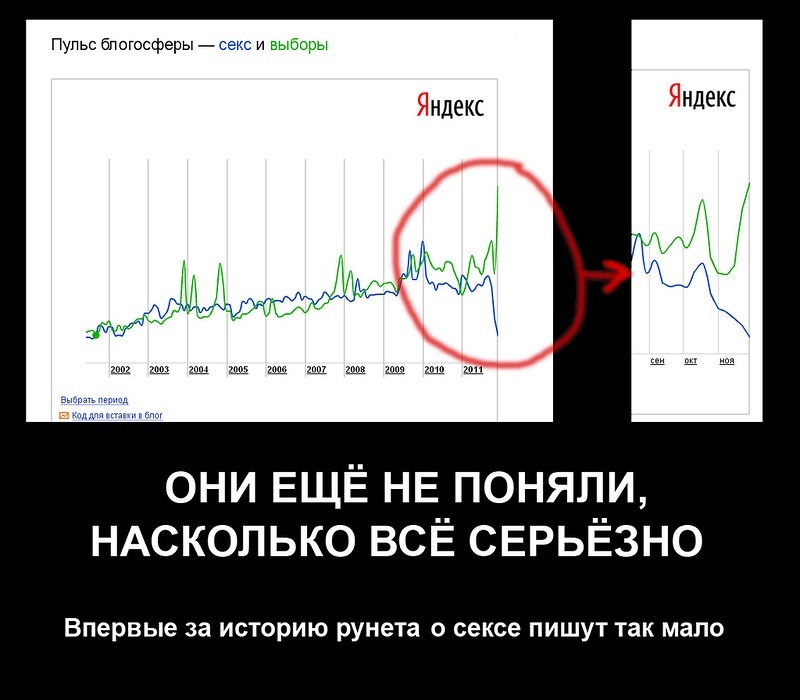 Пульс блогосферы — секс и выборы
Яндекс
2002 2003 2004 2005 2006 2007 2008 2009 2010 2011
Выбрать период
Код для вставки в блог
Яндекс
сен окт ноя
ОНИ ЕЩЁ НЕ ПОНЯЛИ,
НАСКОЛЬКО ВСЁ СЕРЬЁЗНО
Впервые за историю рунета о сексе пишут так мало